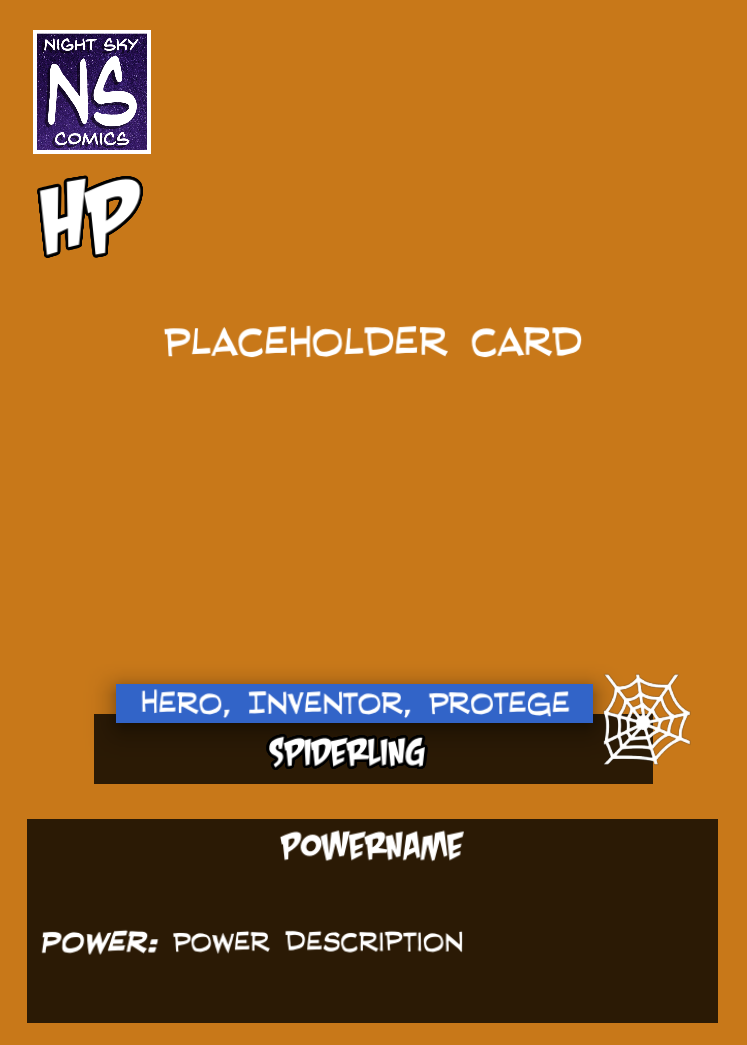 NIGHT SKY
NS
COMICS
HP
PLACEHOLDER CARD
HERO, INVENTOR, PROTEGE
SPIDERLING
POWERNAME
POWER: POWER DESCRIPTION